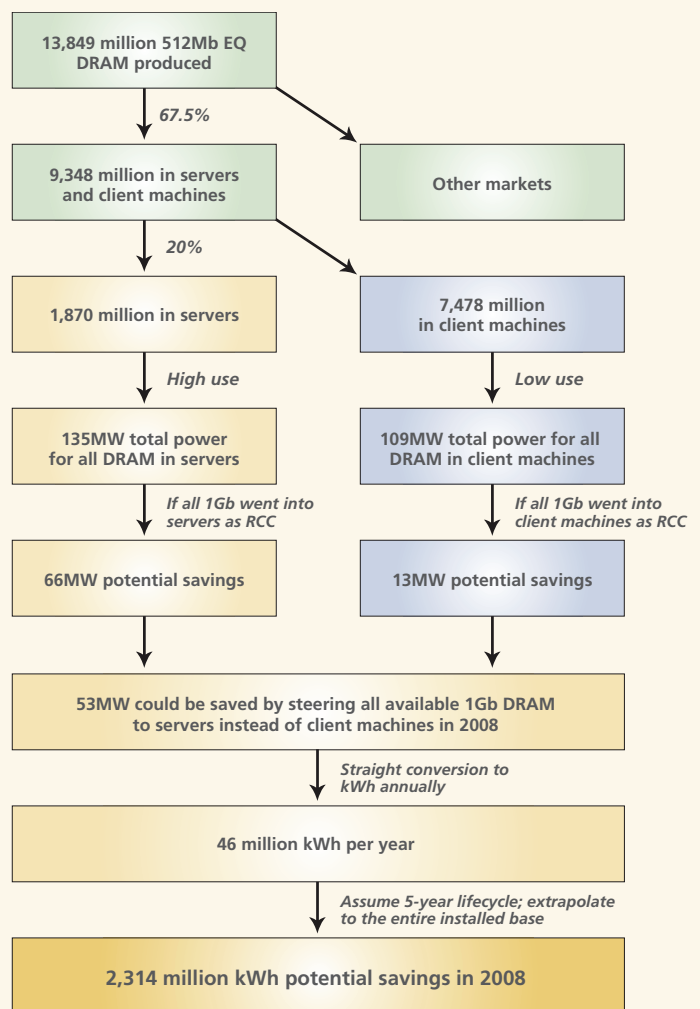 13,849 million 512Mb EQ
DRAM produced
67.5%
9,348 million in servers
and client machines
Other markets
20%
1,870 million in servers
7,478 million
in client machines
High use
Low use
135MW total power
for all DRAM in servers
109MW total power for all
DRAM in client machines
If all 1Gb went into
servers as RCC
If all 1Gb went into
client machines as RCC
66MW potential savings
13MW potential savings
53MW could be saved by steering all available 1Gb DRAM
to servers instead of client machines in 2008
Straight conversion to
kWh annually
46 million kWh per year
Assume 5-year lifecycle; extrapolate
to the entire installed base
2,314 million kWh potential savings in 2008